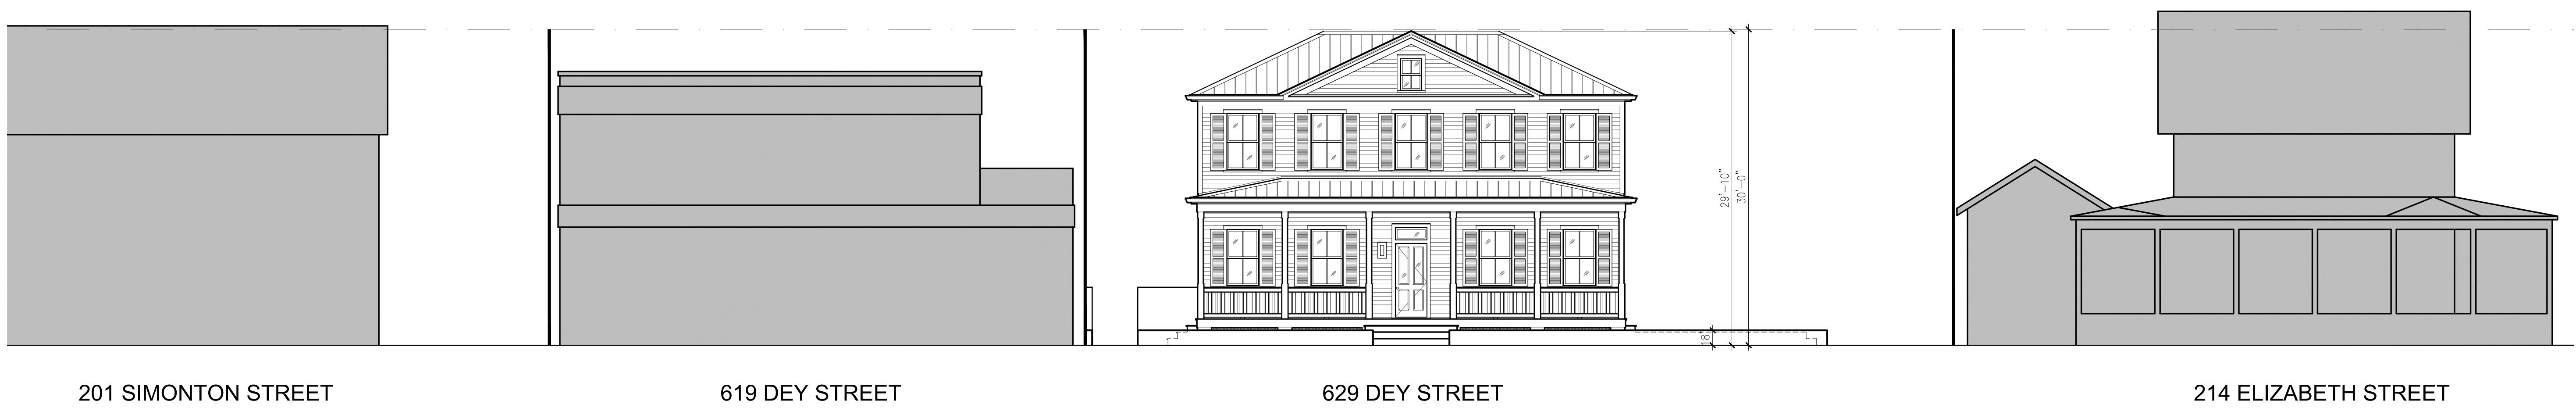 29'-10"
30'-0"
18"
201 SIMONTON STREET
619 DEY STREET
629 DEY STREET
214 ELIZABETH STREET